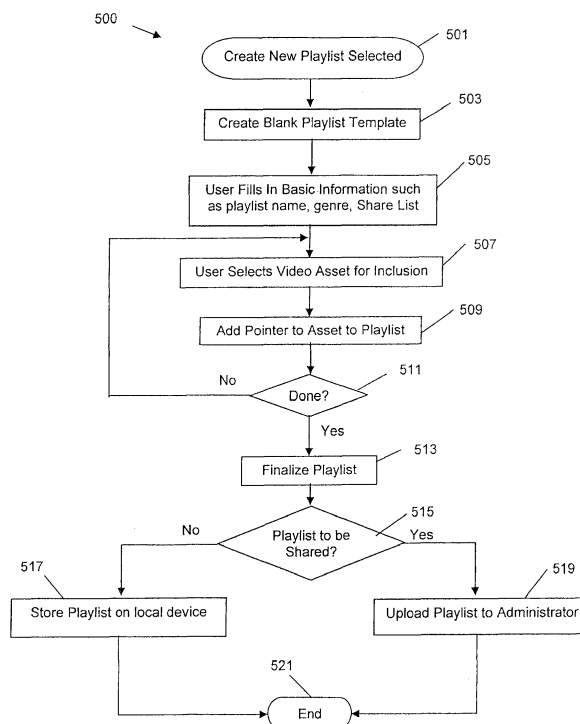 500
501
Create New Playlist Selected
503
Create Blank Playlist Template
505
User Fills In Basic Information such
as playlist name, genre, Share List
507
User Selects Video Asset for Inclusion
509
Add Pointer to Asset to Playlist
511
No
Done?
Yes
513
Finalize Playlist
515
No
Playlist to be
Shared?
Yes
517
519
Store Playlist on local device
Upload Playlist to Administrator
521
End